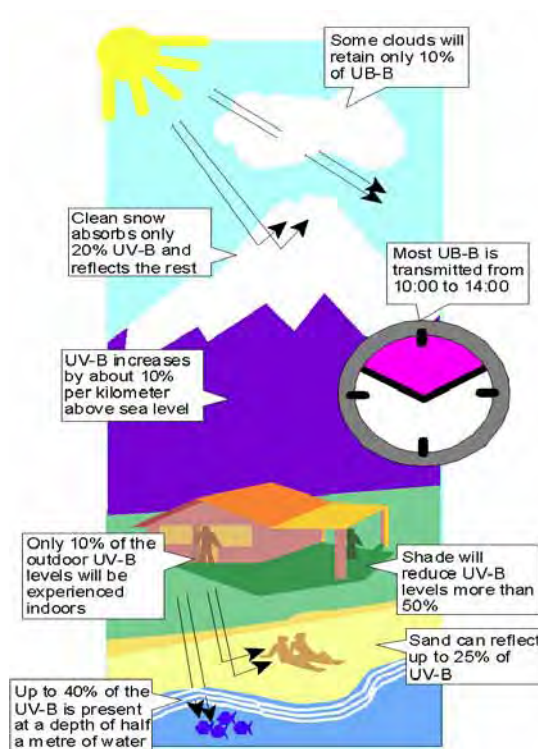 Some clouds will
retain only 10%
of UB-B
Clean snow
absorbs only
20% UV-B and
reflects the rest
Most UB-B is
transmitted from
10:00 to 14:00
UV-B increases
by about 10%
per kilometer
above sea level
Only 10% of the
outdoor UV-B
levels will be
experienced
indoors
Shade will
reduce UV-B
levels more than
50%
Sand can reflect
up to 25% of
UV-B
Up to 40% of the
UV-B is present
at a depth of half
a metre of water